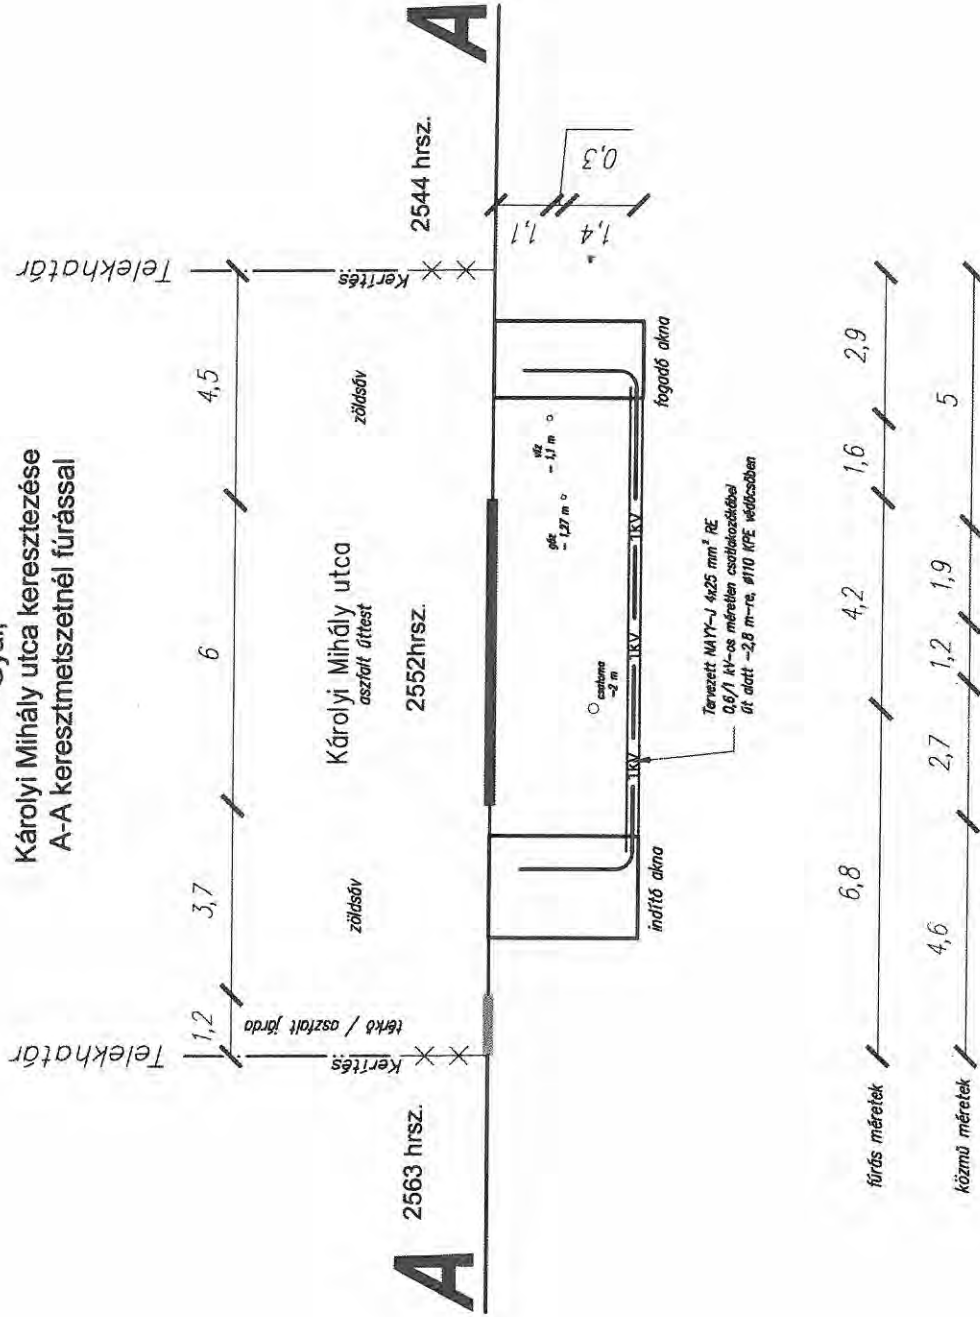 Károlyi Mihály utca keresztezése
A-A keresztmetszetnél fúrással
Telekhatár
Telekhatár
1,2
3,7
6
4,5
térkő / aszfalt járda
zöldsáv
Károlyi Mihály utca
aszfalt úttest
2552hrsz.
zöldsáv
Kerítés
Kerítés
2563 hrsz.
2544 hrsz.
A
A
1,1
0,3
1,4
csatorna
-2 m
gáz
- 1,27 m
víz
- 1,1 m
1KV
1KV
1KV
indító akna
fogadó akna
Tervezett NAYY-J 4x25 mm² RE
0,6/1 kV-os méretlen csatlakozókábel
út alatt -2,8 m-re, ø110 KPE védőcsőben
fúrás méretek
6,8
4,2
1,6
2,9
közmű méretek
4,6
2,7
1,2
1,9
5